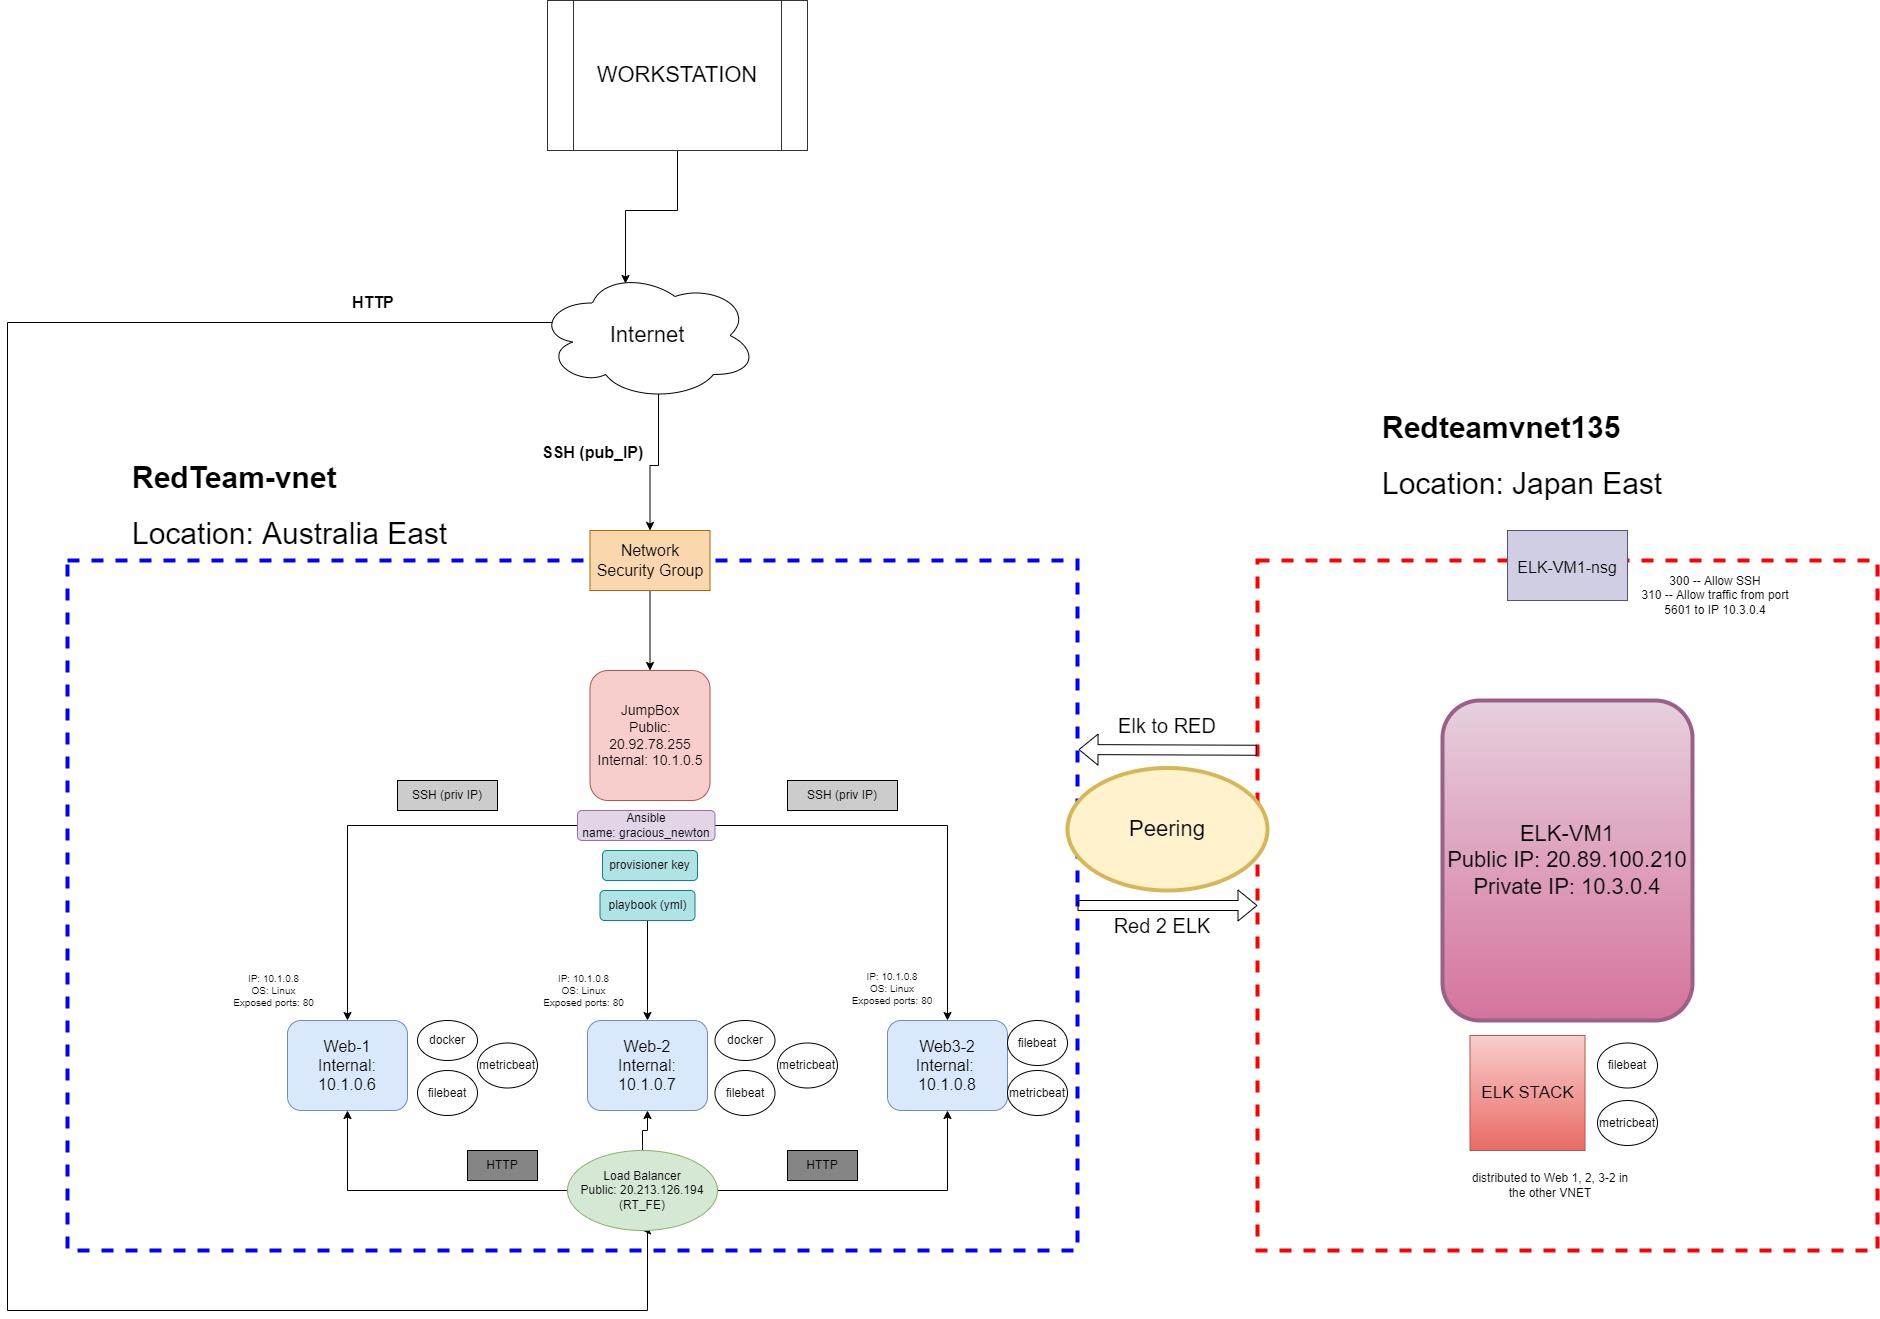 WORKSTATION
HTTP
Internet
SSH (pub_IP)
RedTeam-vnet
Location: Australia East
Redteamvnet135
Location: Japan East
Network
Security Group
ELK-VM1-nsg
300 -- Allow SSH
310 -- Allow traffic from port
5601 to IP 10.3.0.4
JumpBox
Public:
20.92.78.255
Internal: 10.1.0.5
Elk to RED
SSH (priv IP)
SSH (priv IP)
Ansible
name: gracious_newton
Peering
ELK-VM1
Public IP: 20.89.100.210
Private IP: 10.3.0.4
provisioner key
playbook (yml)
Red 2 ELK
IP: 10.1.0.8
OS: Linux
Exposed ports: 80
IP: 10.1.0.8
OS: Linux
Exposed ports: 80
IP: 10.1.0.8
OS: Linux
Exposed ports: 80
Web-1
Internal:
10.1.0.6
docker
metricbeat
filebeat
Web-2
Internal:
10.1.0.7
docker
metricbeat
filebeat
Web3-2
Internal:
10.1.0.8
filebeat
metricbeat
ELK STACK
filebeat
metricbeat
HTTP
HTTP
Load Balancer
Public: 20.213.126.194
(RT_FE)
distributed to Web 1, 2, 3-2 in
the other VNET